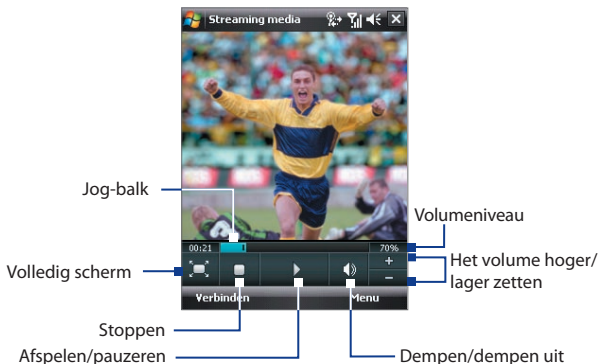 Streaming media
Jog-balk
Volumeniveau
00:21
70%
Het volume hoger/
lager zetten
Volledig scherm
Verbinden
Menu
Stoppen
Afspelen/pauzeren
Dempen/dempen uit